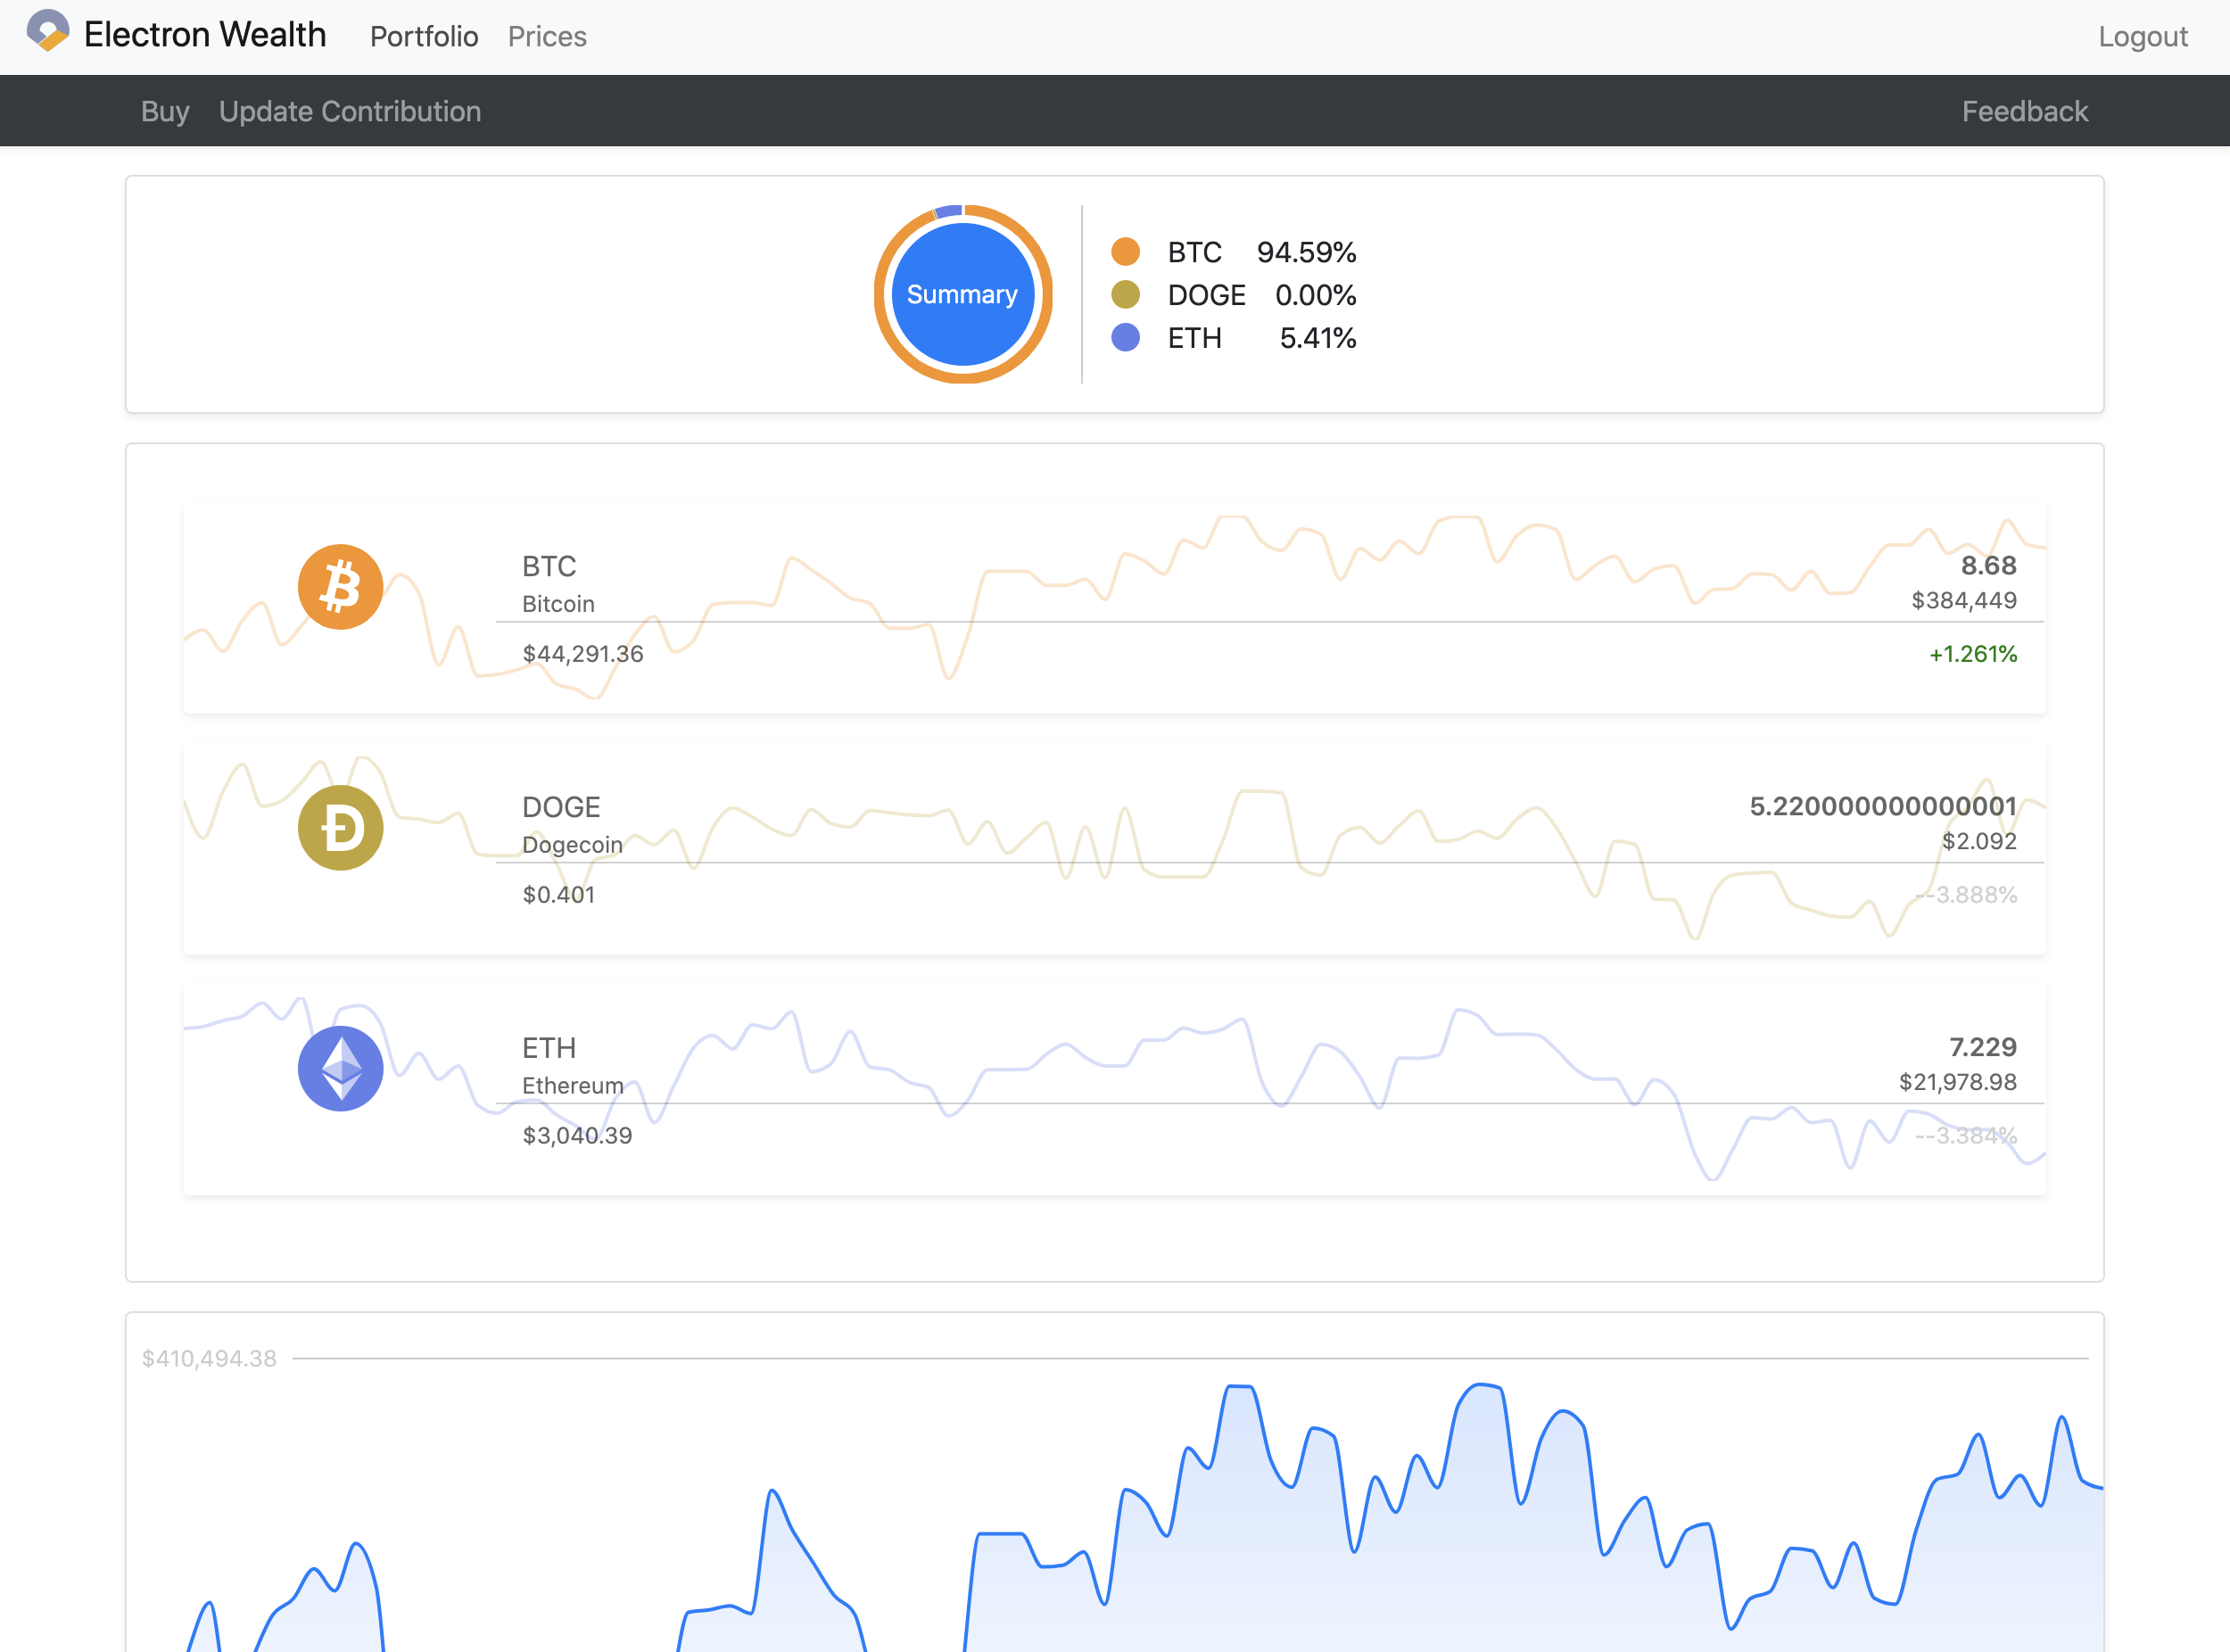 Electron Wealth Portfolio Prices Logout
Buy Update Contribution Feedback
Summary
BTC 94.59%
DOGE 0.00%
ETH 5.41%
BTC 8.68
Bitcoin $384,449
$44,291.36 +1.261%
DOGE 5.220000000000001
Dogecoin $2.092
$0.401 --3.888%
ETH 7.229
Ethereum $21,978.98
$3,040.39 --3.384%
$410,494.38